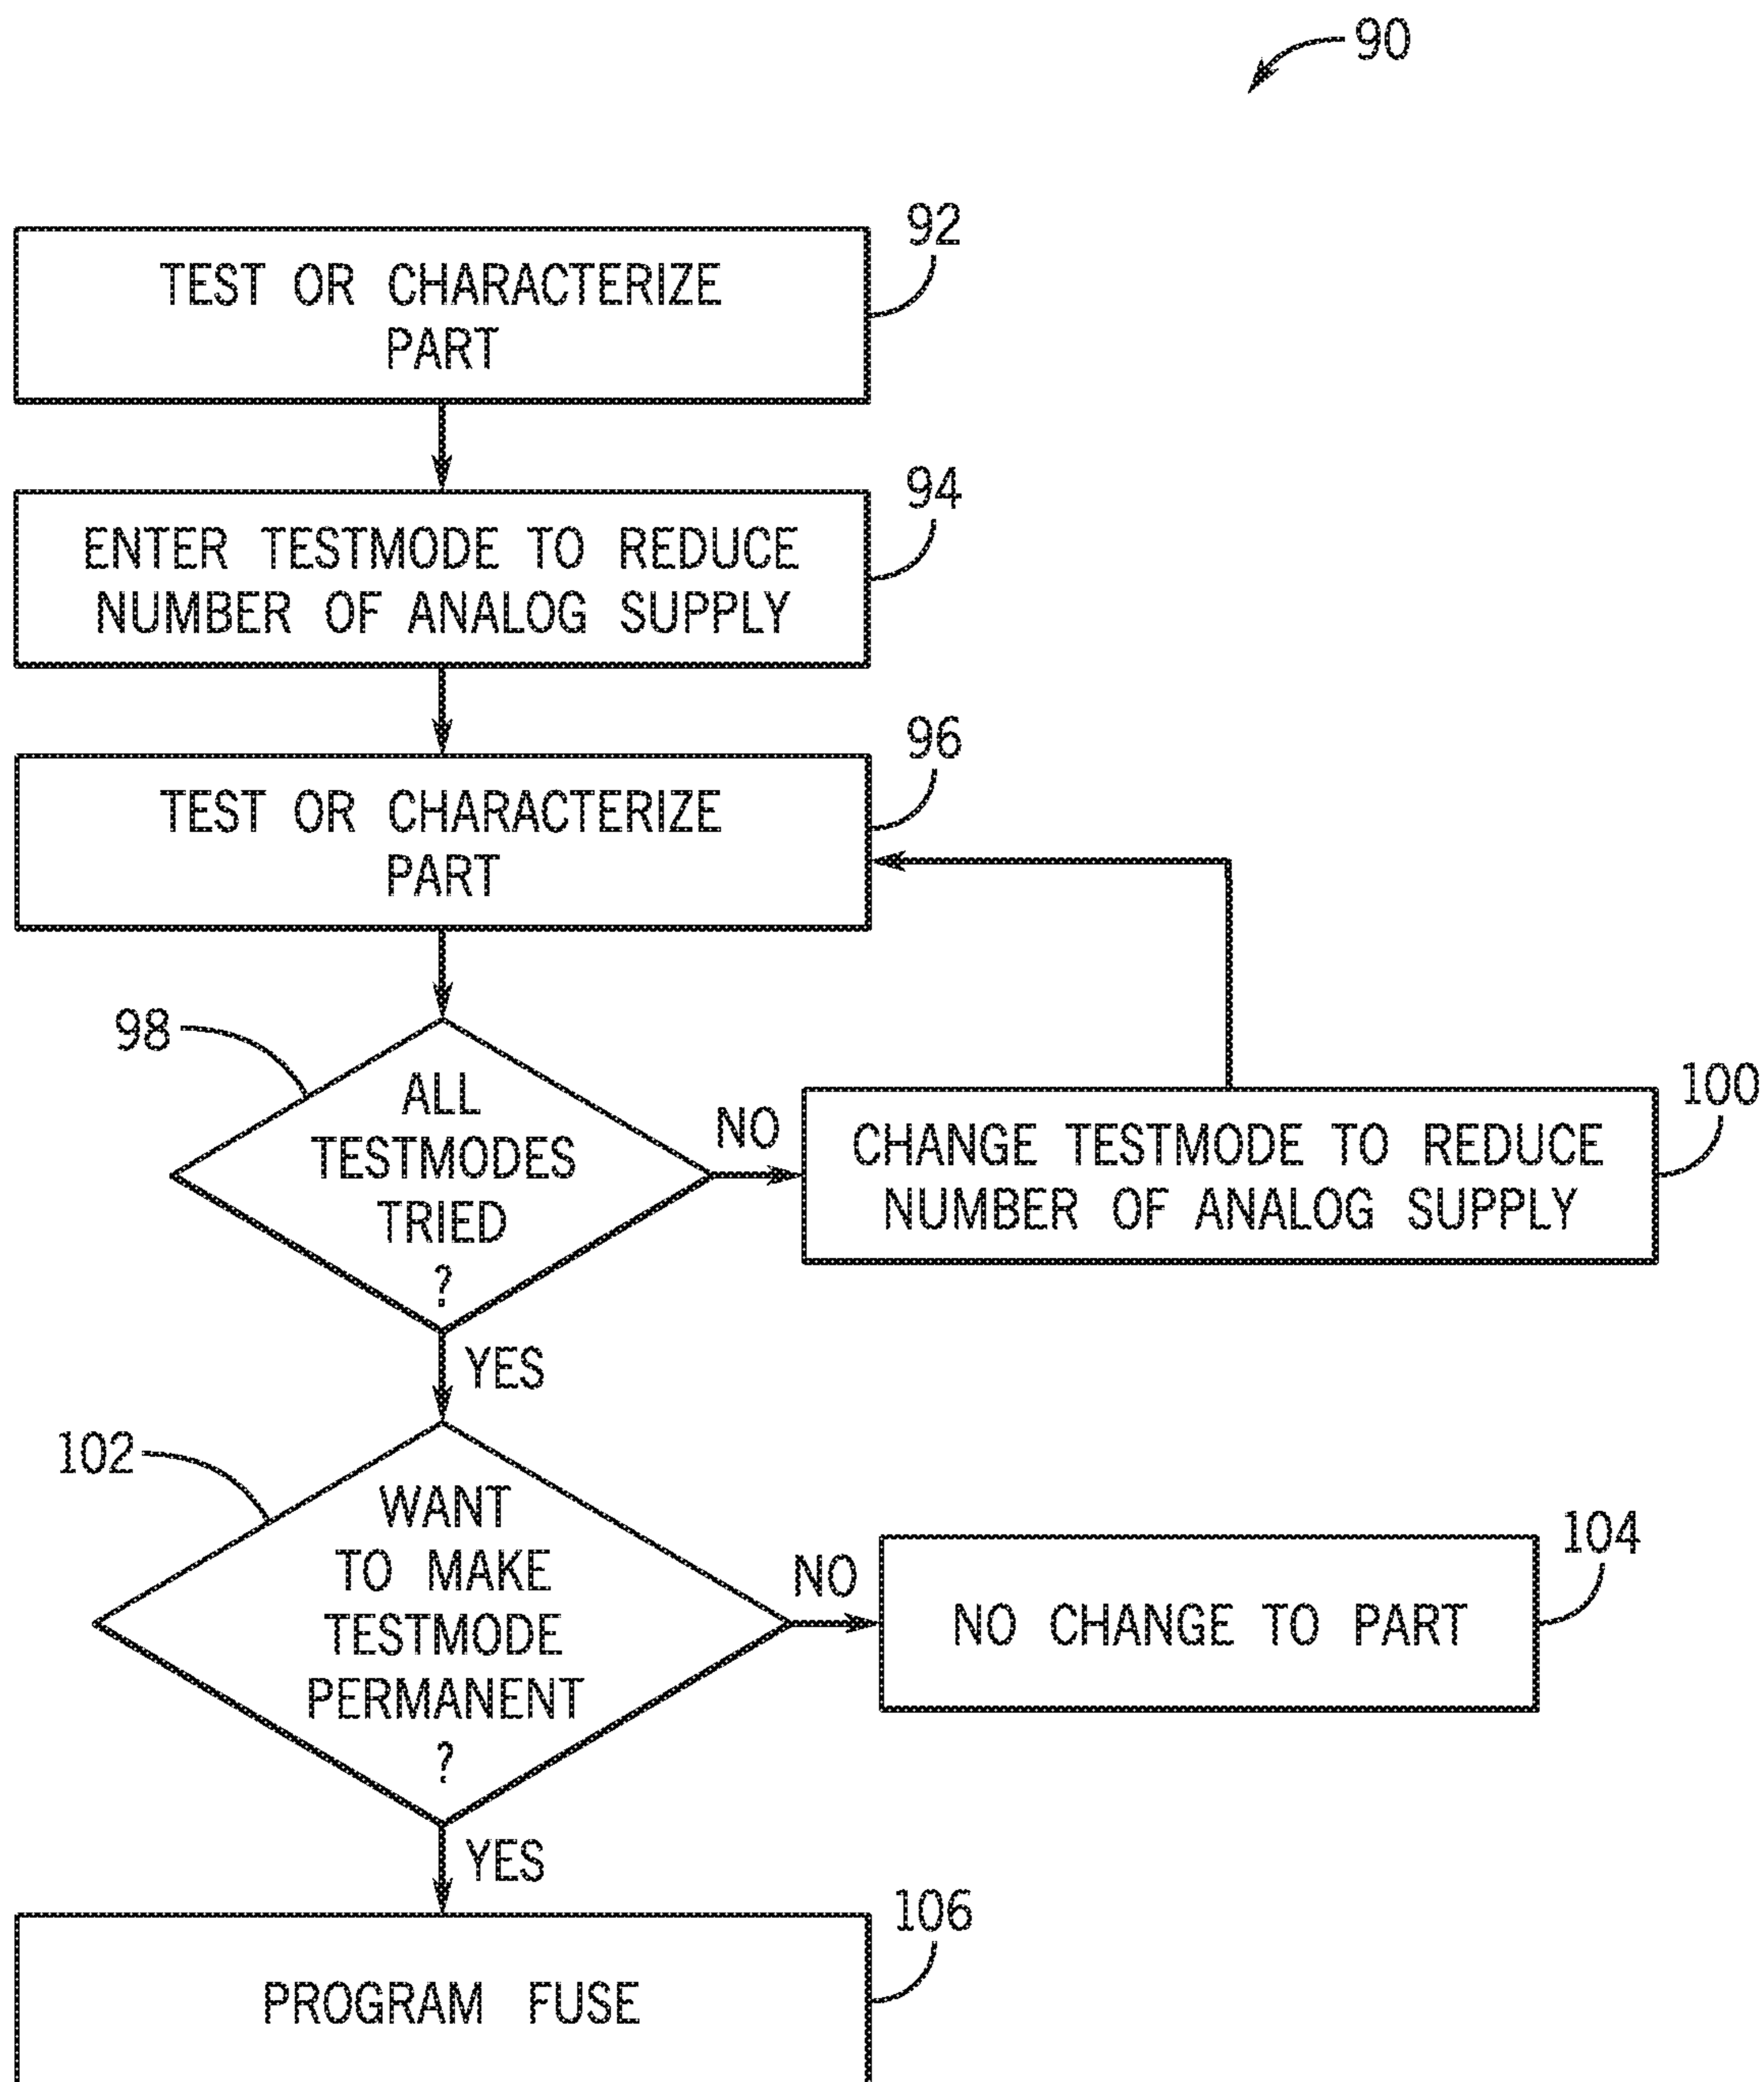 90
92
TEST OR CHARACTERIZE
PART
94
ENTER TESTMODE TO REDUCE
NUMBER OF ANALOG SUPPLY
96
TEST OR CHARACTERIZE
PART
98
ALL
TESTMODES
TRIED
?
NO
100
CHANGE TESTMODE TO REDUCE
NUMBER OF ANALOG SUPPLY
YES
102
WANT
TO MAKE
TESTMODE
PERMANENT
?
NO
104
NO CHANGE TO PART
YES
106
PROGRAM FUSE